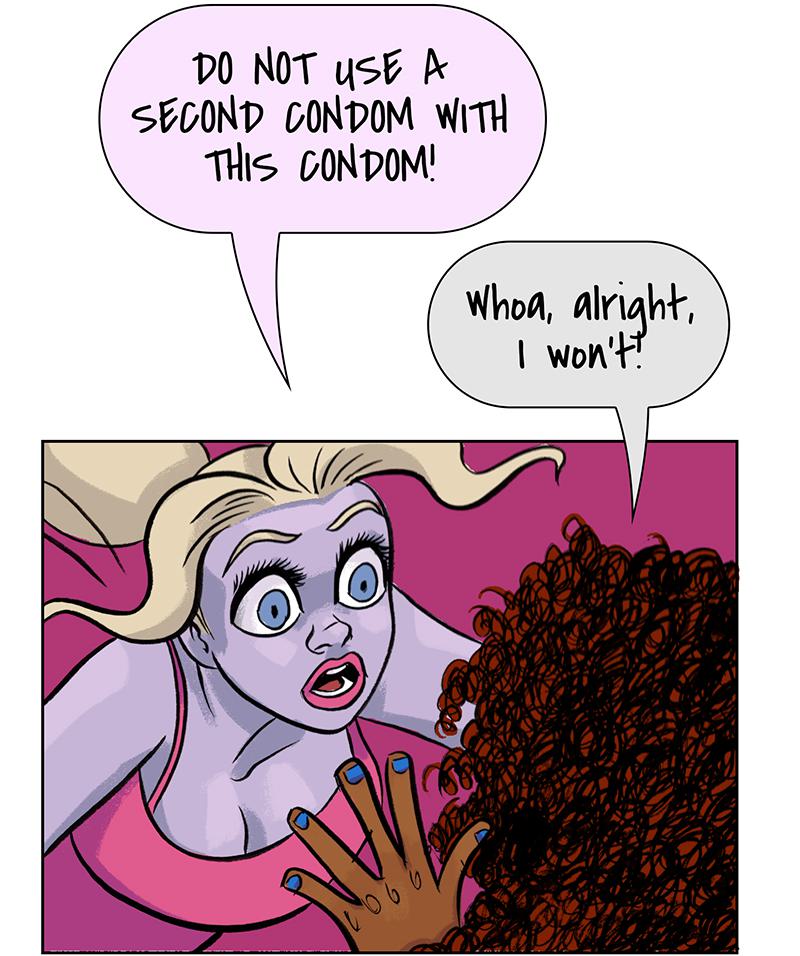 DO NOT USE A
SECOND CONDOM WITH
THIS CONDOM!
Whoa, alright,
I won't!